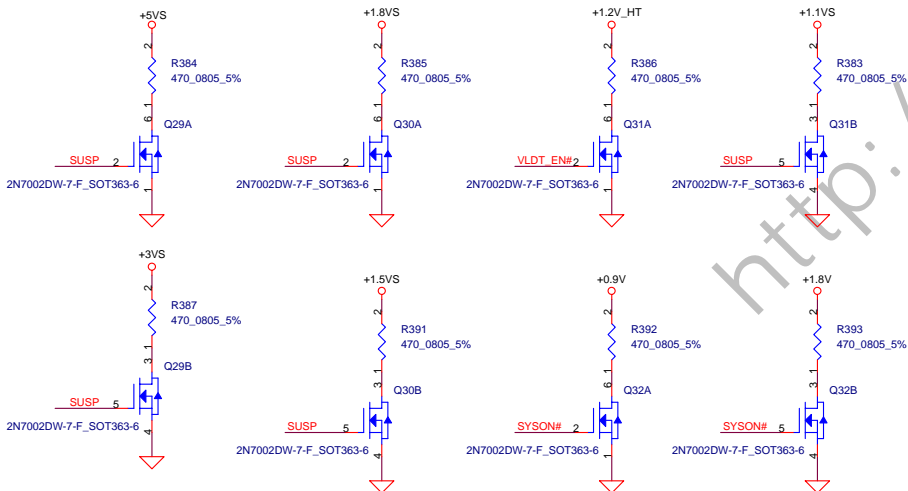 +5VS
2
R384
470_0805_5%
1
6
Q29A
SUSP
2
2N7002DW-7-F_SOT363-6
1
+1.8VS
2
R385
470_0805_5%
1
6
Q30A
SUSP
2
2N7002DW-7-F_SOT363-6
1
+1.2V_HT
2
R386
470_0805_5%
1
6
Q31A
VLDT_EN#
2
2N7002DW-7-F_SOT363-6
1
+1.1VS
2
R383
470_0805_5%
1
3
Q31B
SUSP
5
2N7002DW-7-F_SOT363-6
4
+3VS
2
R387
470_0805_5%
1
3
Q29B
SUSP
5
2N7002DW-7-F_SOT363-6
4
+1.5VS
2
R391
470_0805_5%
1
3
Q30B
SUSP
5
2N7002DW-7-F_SOT363-6
4
+0.9V
2
R392
470_0805_5%
1
6
Q32A
SYSON#
2
2N7002DW-7-F_SOT363-6
1
+1.8V
2
R393
470_0805_5%
1
3
Q32B
SYSON#
5
2N7002DW-7-F_SOT363-6
4
http:/